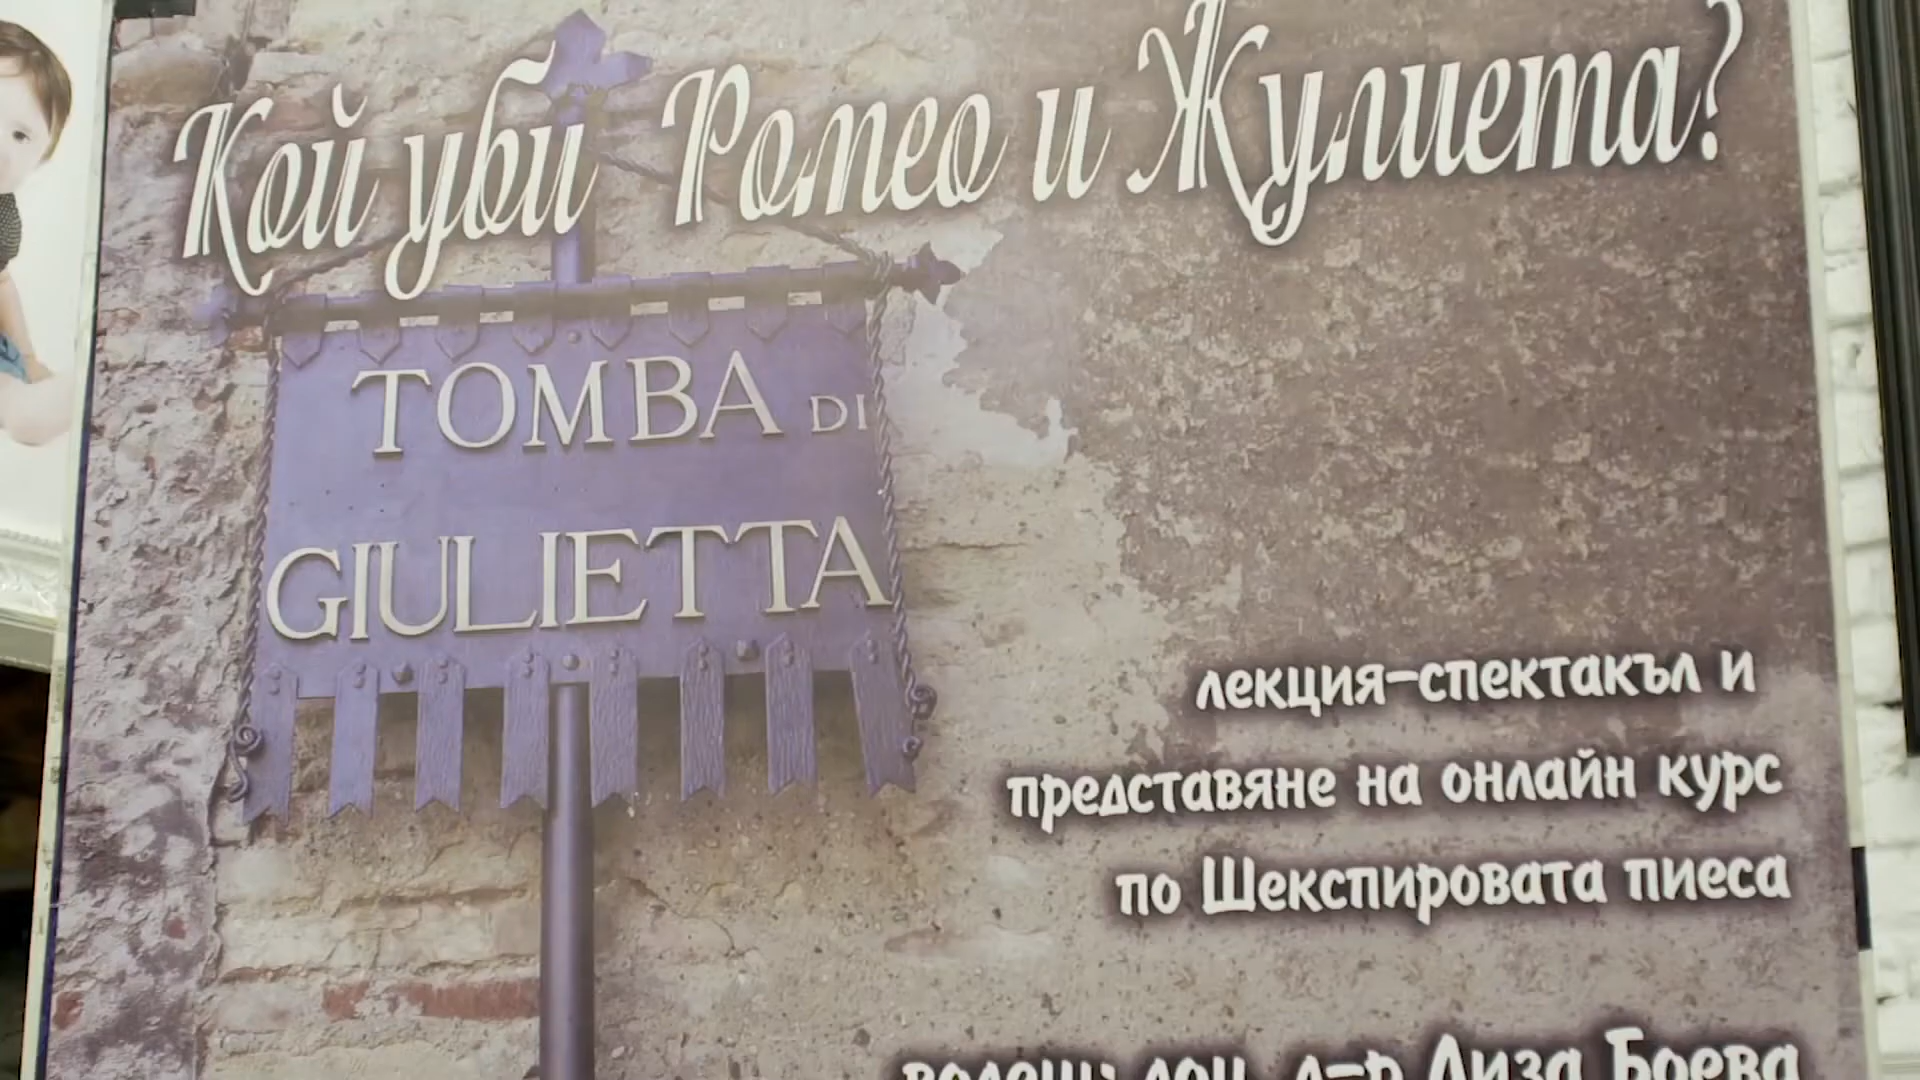 Кой уби Ромео и Жулиета?
TOMBA DI
GIULIETTA
лекция-спектакъл и
представяне на онлайн курс
по Шекспировата пиеса
водещ: доц. д-р Лиза Боева